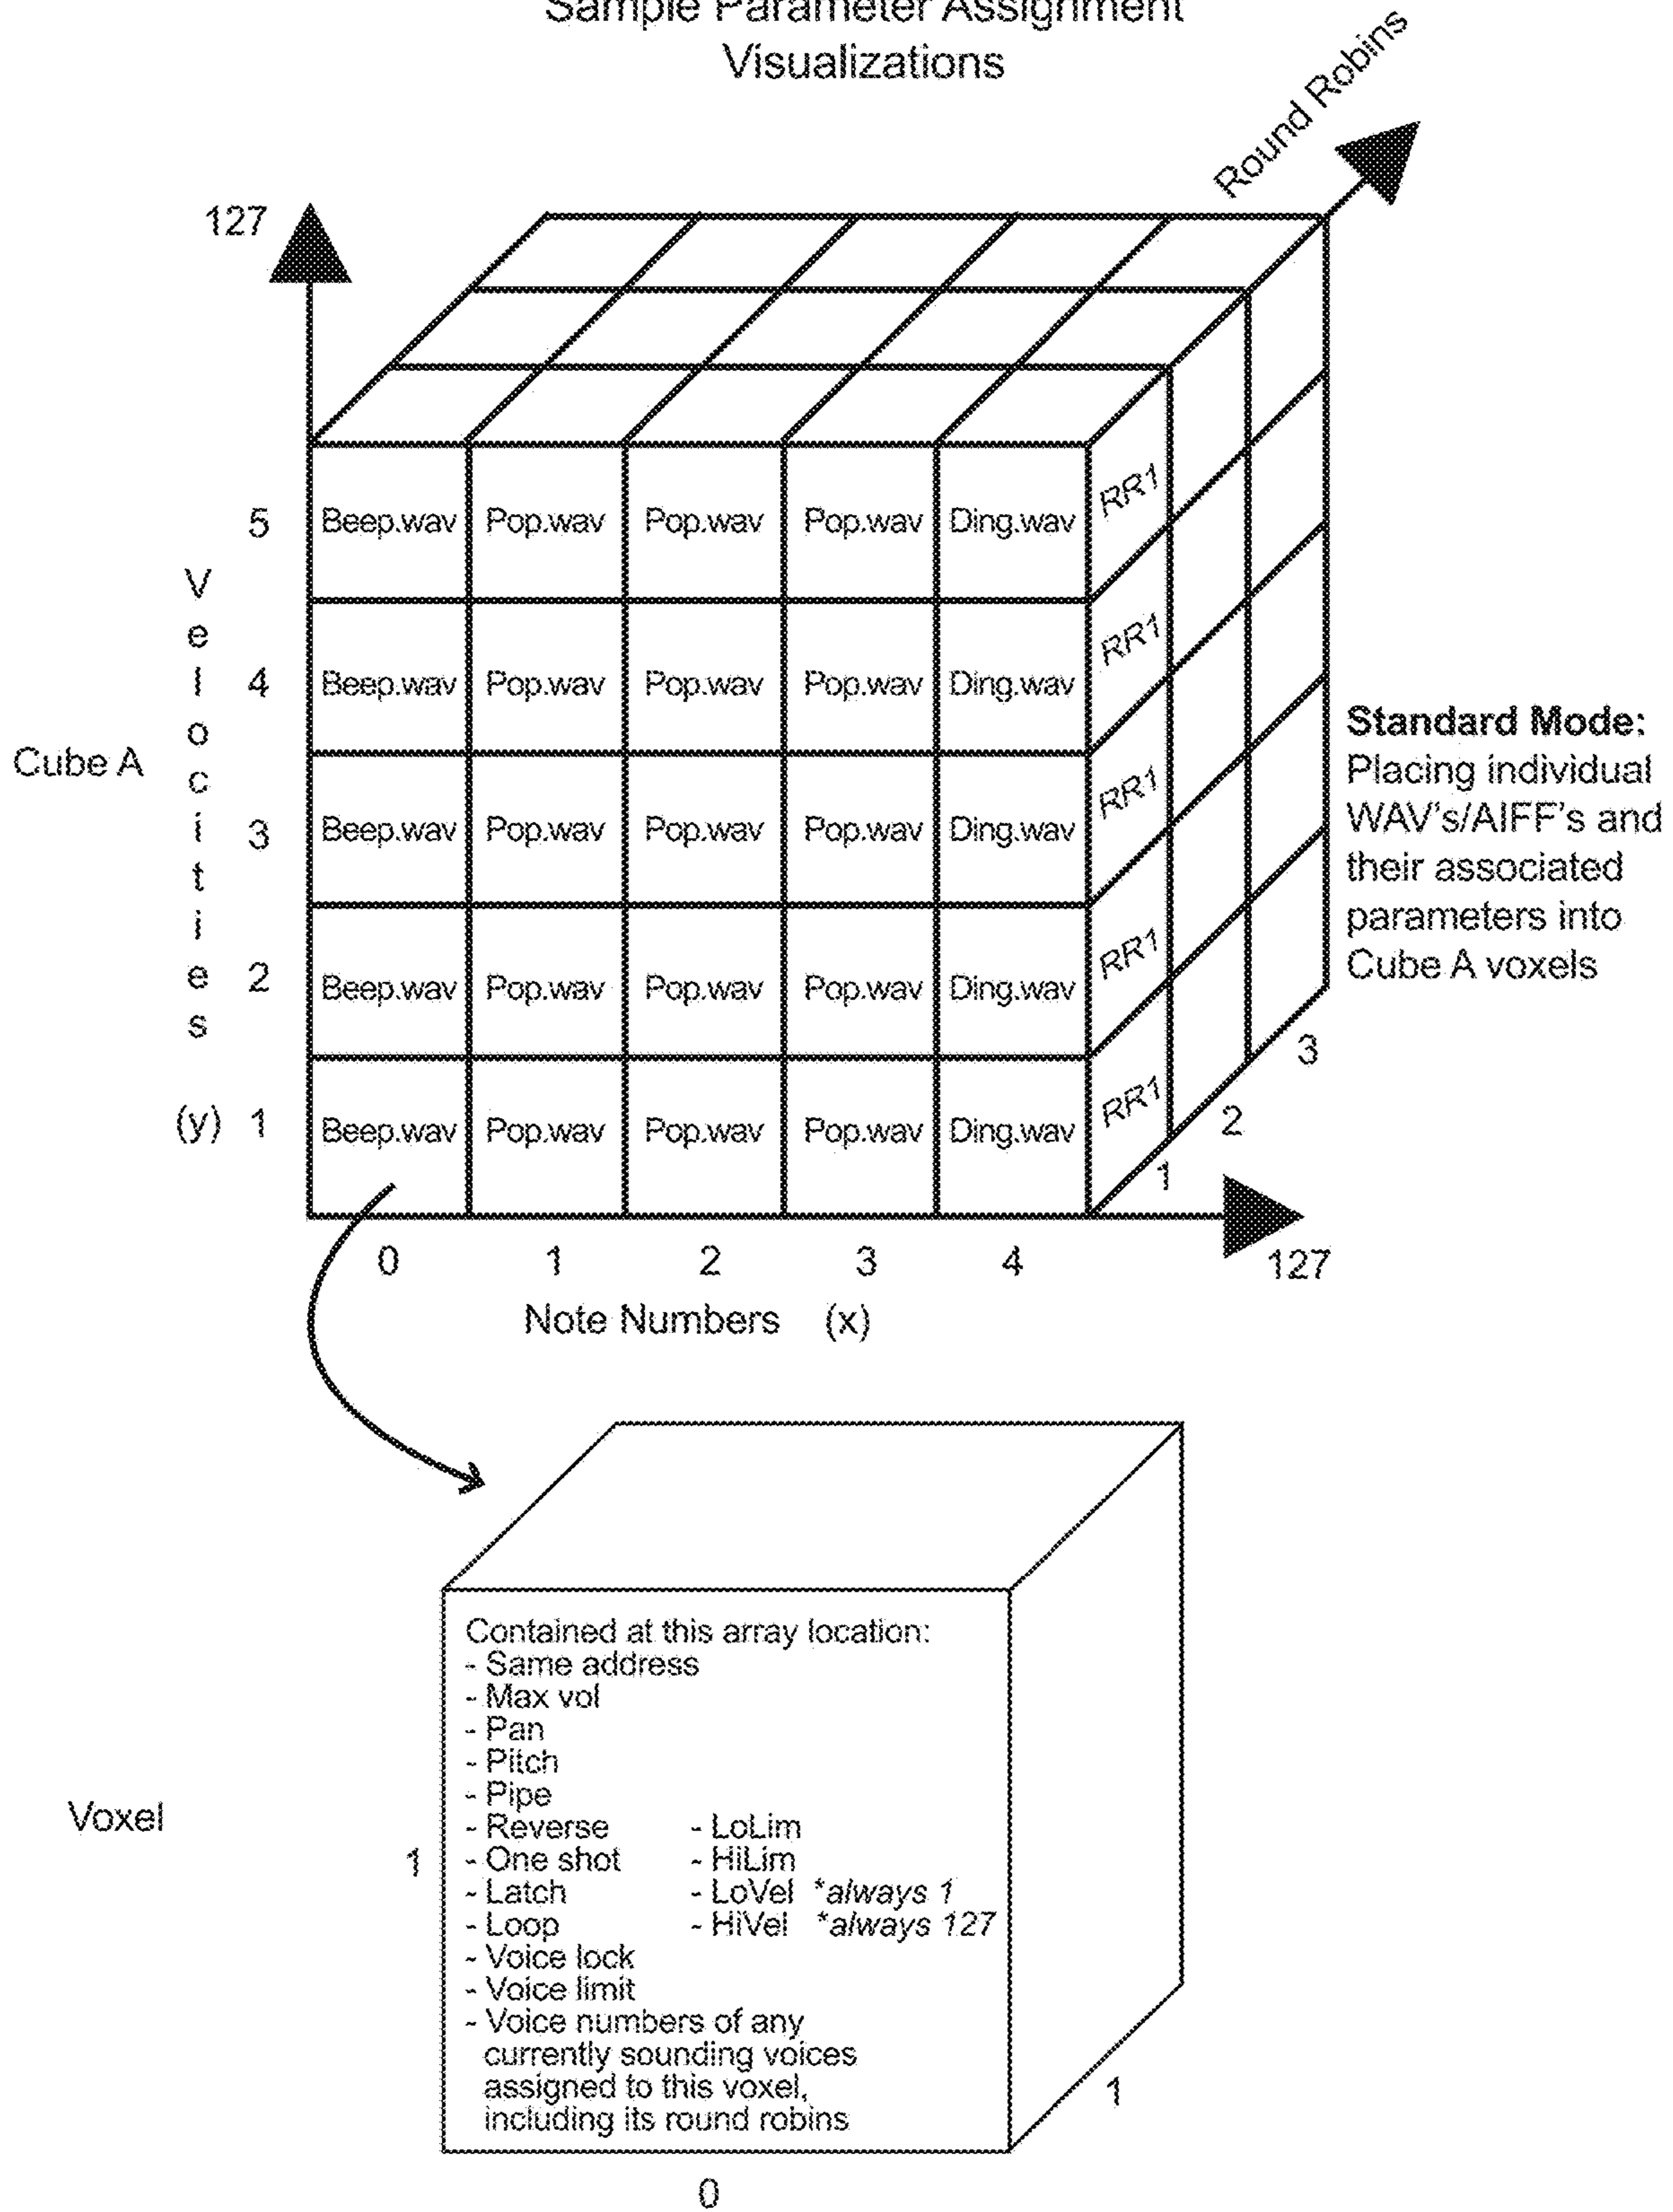 Sample Parameter Assignment
Visualizations
Round Robins
127
5 Beep.wav Pop.wav Pop.wav Pop.wav Ding.wav RR1
4 Beep.wav Pop.wav Pop.wav Pop.wav Ding.wav RR1
3 Beep.wav Pop.wav Pop.wav Pop.wav Ding.wav RR1
2 Beep.wav Pop.wav Pop.wav Pop.wav Ding.wav RR1
1 Beep.wav Pop.wav Pop.wav Pop.wav Ding.wav RR1
Velocities
(y)
Cube A
Standard Mode:
Placing individual
WAV's/AIFF's and
their associated
parameters into
Cube A voxels
3
2
1
0 1 2 3 4
127
Note Numbers (x)
Contained at this array location:
- Same address
- Max vol
- Pan
- Pitch
- Pipe
- Reverse - LoLim
- One shot - HiLim
- Latch - LoVel *always 1
- Loop - HiVel *always 127
- Voice lock
- Voice limit
- Voice numbers of any
currently sounding voices
assigned to this voxel,
including its round robins
Voxel
1
1
0